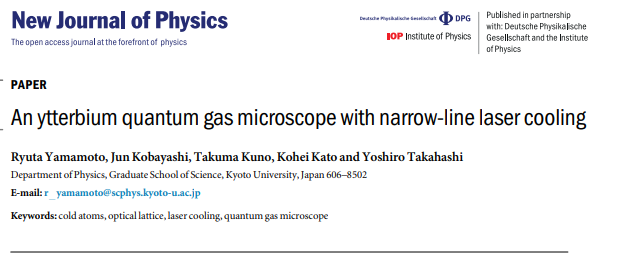 New Journal of Physics
The open access journal at the forefront of physics
Deutsche Physikalische Gesellschaft DPG
IOP Institute of Physics
Published in partnership
with: Deutsche Physikalische
Gesellschaft and the Institute
of Physics
PAPER
An ytterbium quantum gas microscope with narrow-line laser cooling
Ryuta Yamamoto, Jun Kobayashi, Takuma Kuno, Kohei Kato and Yoshiro Takahashi
Department of Physics, Graduate School of Science, Kyoto University, Japan 606–8502
E-mail: r_yamamoto@scphys.kyoto-u.ac.jp
Keywords: cold atoms, optical lattice, laser cooling, quantum gas microscope